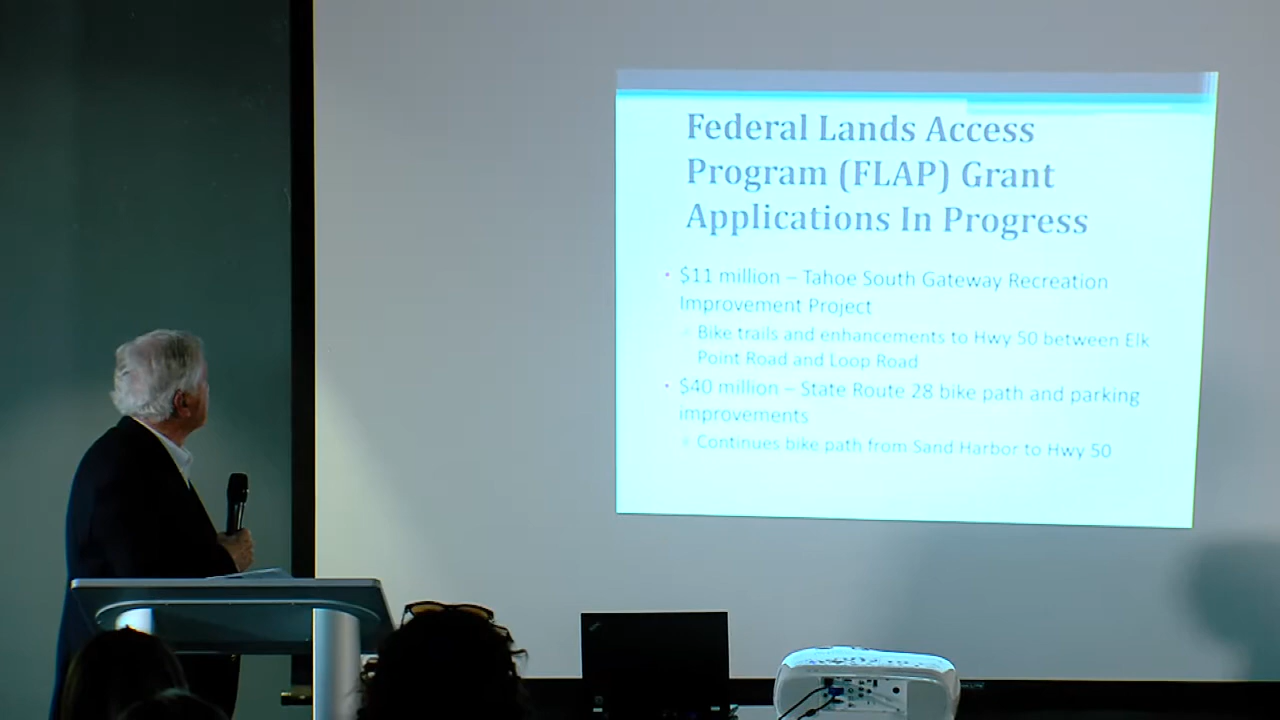 Federal Lands Access
Program (FLAP) Grant
Applications In Progress
• $11 million – Tahoe South Gateway Recreation
Improvement Project
Bike trails and enhancements to Hwy 50 between Elk
Point Road and Loop Road
• $40 million – State Route 28 bike path and parking
improvements
Continues bike path from Sand Harbor to Hwy 50